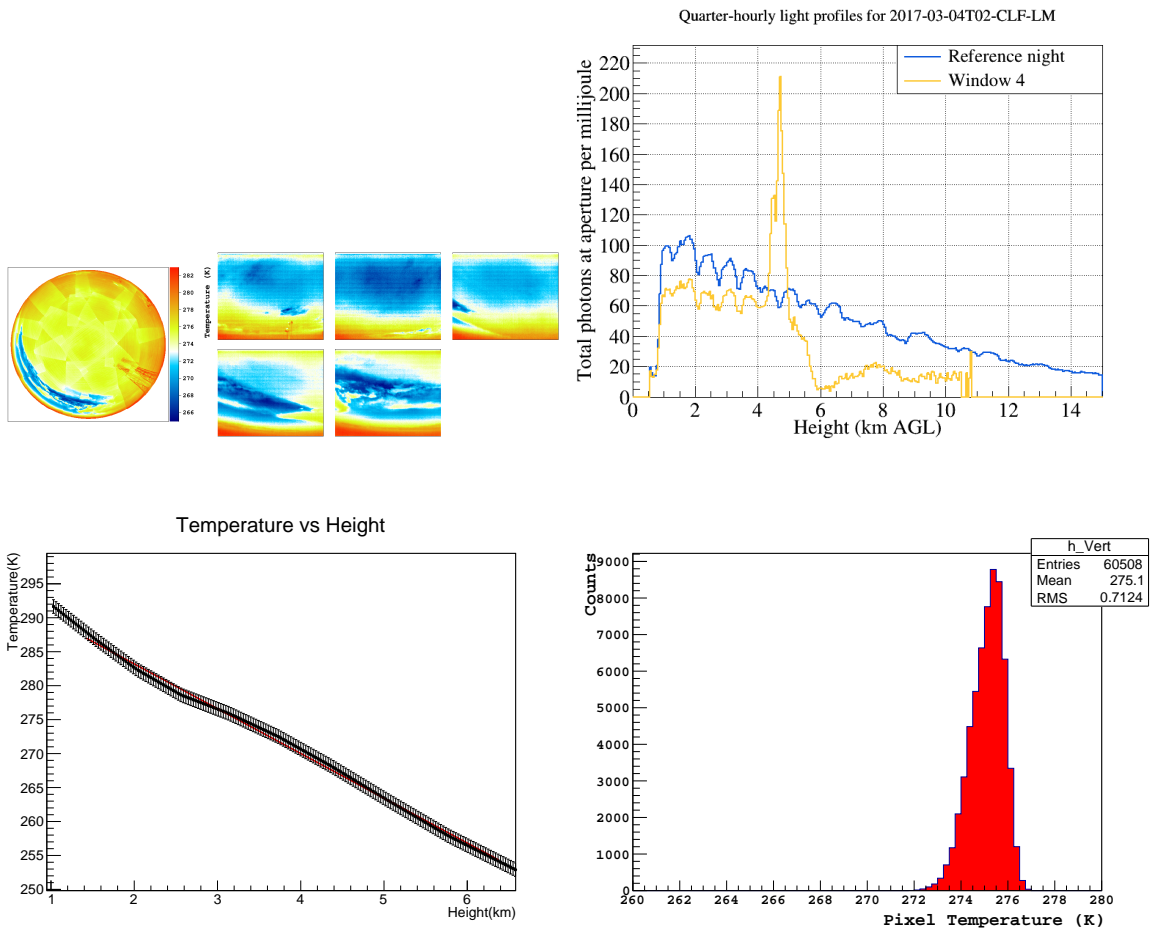 Quarter-hourly light profiles for 2017-03-04T02-CLF-LM
Total photons at aperture per millijoule
220
200
180
160
140
120
100
80
60
40
20
0
Reference night
Window 4
0 2 4 6 8 10 12 14
Height (km AGL)
282
280
278
276
274
272
270
268
266
Temperature (K)
Temperature vs Height
Temperature(K)
295
290
285
280
275
270
265
260
255
250
1 2 3 4 5 6
Height(km)
h_Vert
Entries 60508
Mean 275.1
RMS 0.7124
Counts
9000
8000
7000
6000
5000
4000
3000
2000
1000
0
260 262 264 266 268 270 272 274 276 278 280
Pixel Temperature (K)